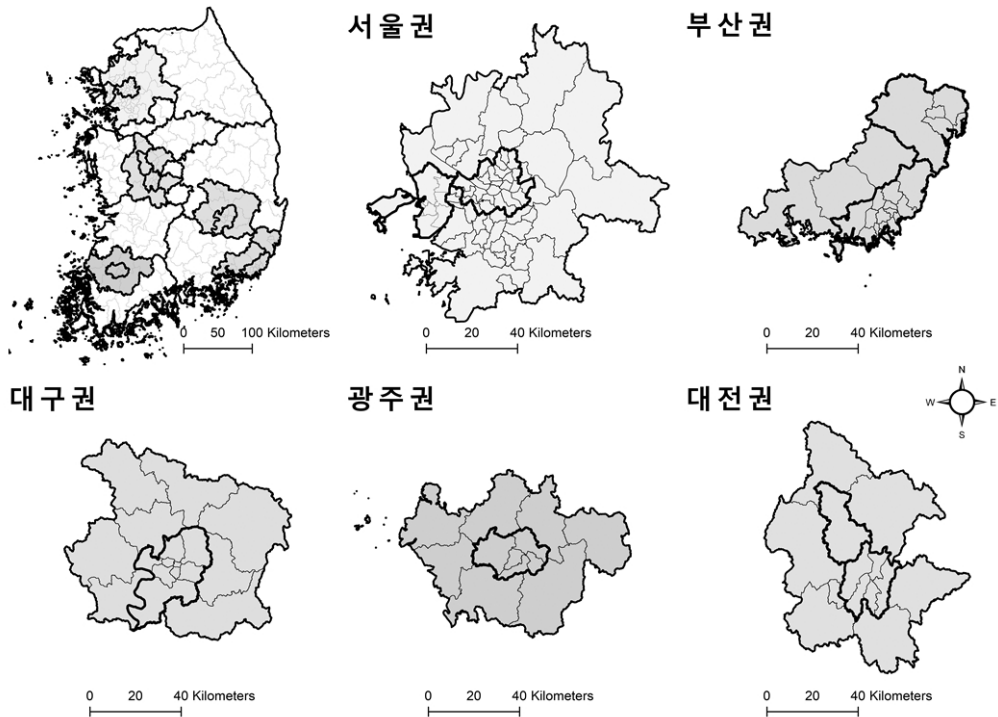 서울권
부산권
0 50 100 Kilometers
0 20 40 Kilometers
0 20 40 Kilometers
대구권
광주권
대전권
N
W E
S
0 20 40 Kilometers
0 20 40 Kilometers
0 20 40 Kilometers